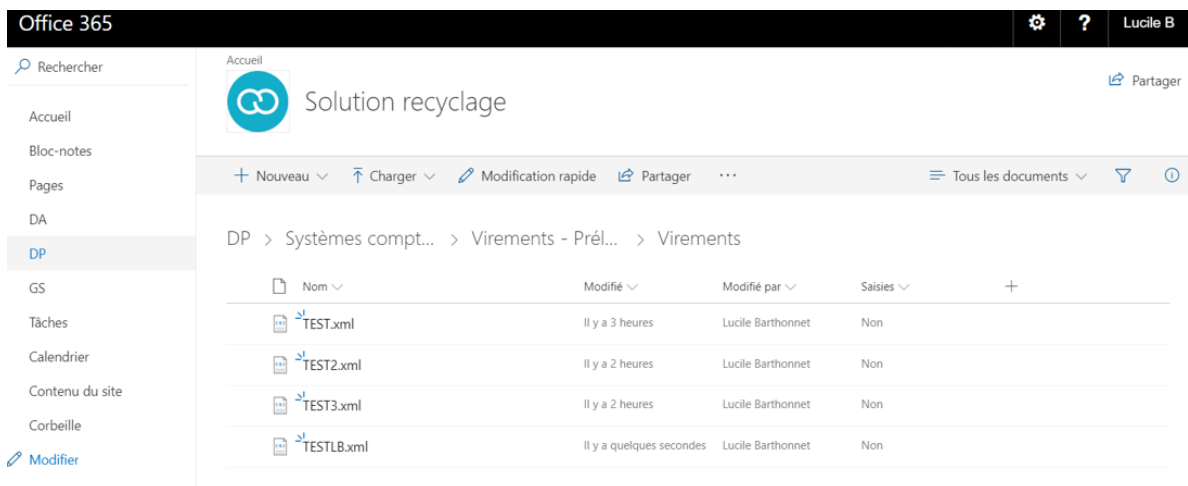 Office 365
? Lucile B
Rechercher
Accueil
Bloc-notes
Pages
DA
DP
GS
Tâches
Calendrier
Contenu du site
Corbeille
Modifier
Accueil
Solution recyclage
Partager
+ Nouveau Charger Modification rapide Partager ... Tous les documents
DP > Systèmes compt... > Virements - Prél... > Virements
Nom Modifié Modifié par Saisies +
TEST.xml Il y a 3 heures Lucile Barthonnet Non
TEST2.xml Il y a 2 heures Lucile Barthonnet Non
TEST3.xml Il y a 2 heures Lucile Barthonnet Non
TESTLB.xml Il y a quelques secondes Lucile Barthonnet Non